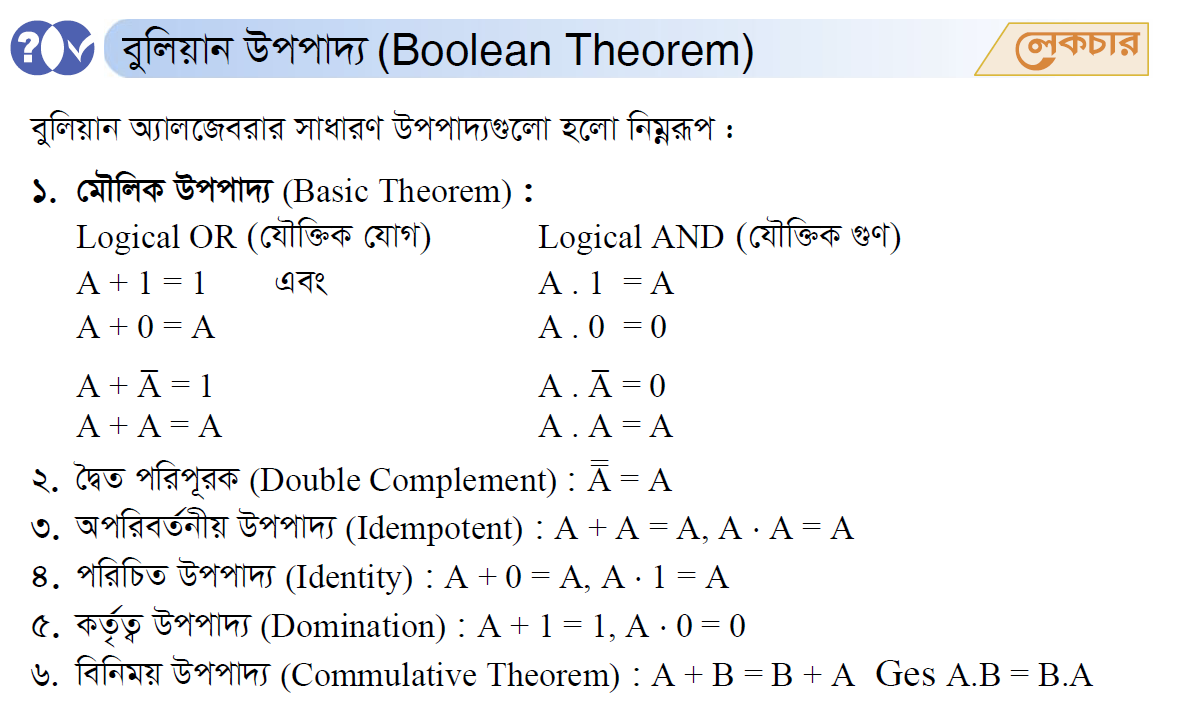 ? বুলিয়ান উপপাদ্য (Boolean Theorem) লেকচার
বুলিয়ান অ্যালজেবরার সাধারণ উপপাদ্যগুলো হলো নিম্নরূপ :
১. মৌলিক উপপাদ্য (Basic Theorem) :
Logical OR (যৌক্তিক যোগ) Logical AND (যৌক্তিক গুণ)
A + 1 = 1 এবং A . 1 = A
A + 0 = A A . 0 = 0
A + A̅ = 1 A . A̅ = 0
A + A = A A . A = A
২. দ্বৈত পরিপূরক (Double Complement) : A̿ = A
৩. অপরিবর্তনীয় উপপাদ্য (Idempotent) : A + A = A, A · A = A
৪. পরিচিত উপপাদ্য (Identity) : A + 0 = A, A · 1 = A
৫. কর্তৃত্ব উপপাদ্য (Domination) : A + 1 = 1, A · 0 = 0
৬. বিনিময় উপপাদ্য (Commulative Theorem) : A + B = B + A Ges A.B = B.A